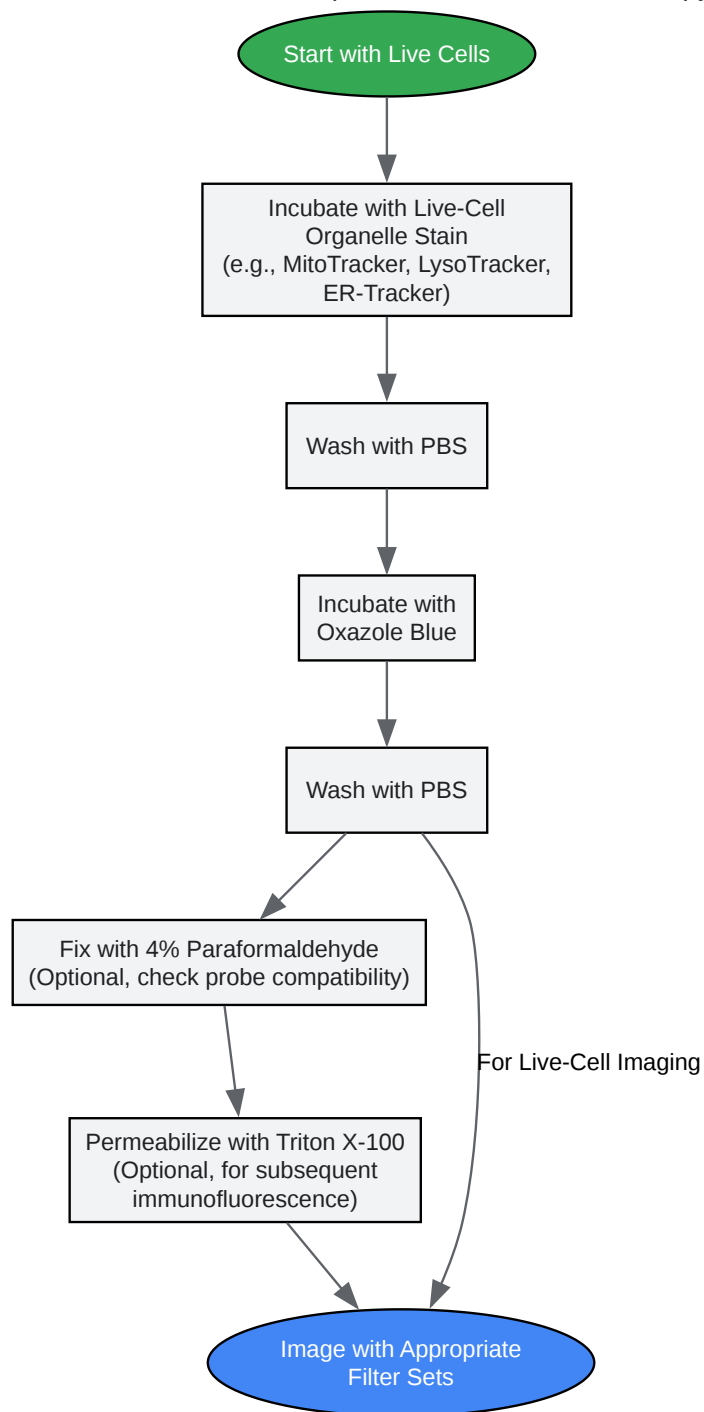 Start with Live Cells
Incubate with Live-Cell
Organelle Stain
(e.g., MitoTracker, LysoTracker,
ER-Tracker)
Wash with PBS
Incubate with
Oxazole Blue
Wash with PBS
Fix with 4% Paraformaldehyde
(Optional, check probe compatibility)
For Live-Cell Imaging
Permeabilize with Triton X-100
(Optional, for subsequent
immunofluorescence)
Image with Appropriate
Filter Sets